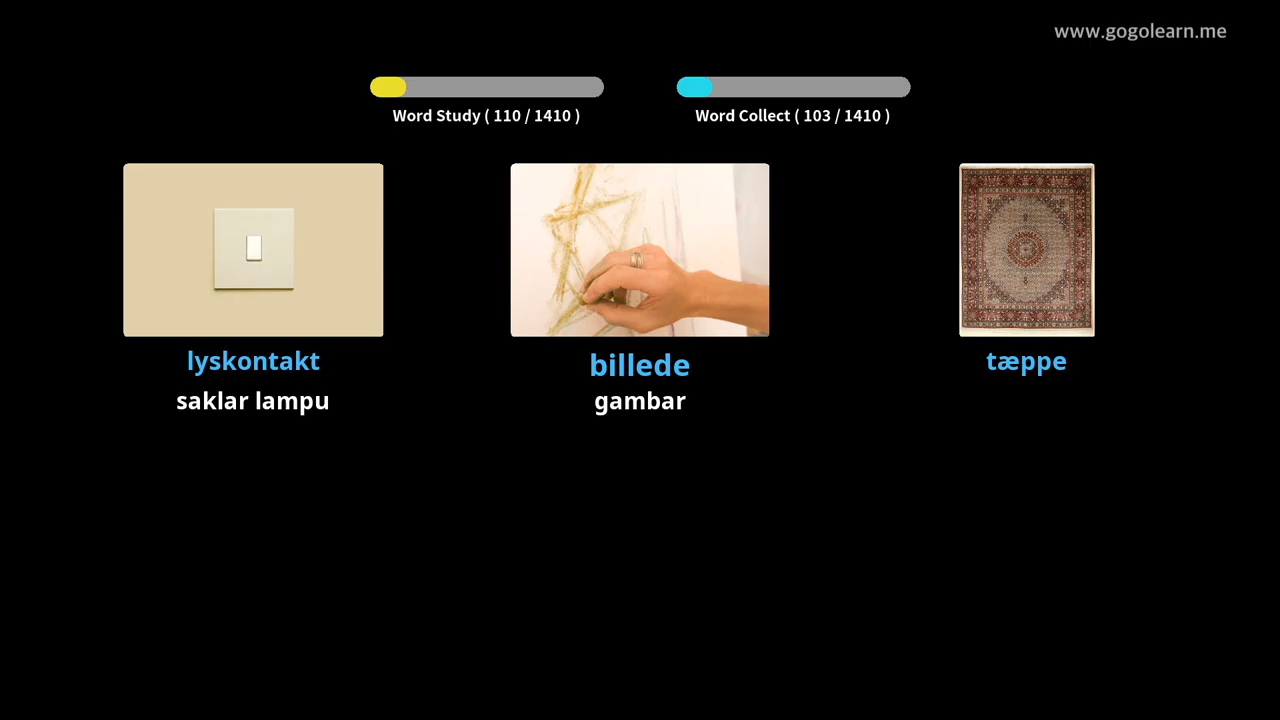 www.gogolearn.me
Word Study ( 110 / 1410 )
Word Collect ( 103 / 1410 )
lyskontakt
saklar lampu
billede
gambar
tæppe